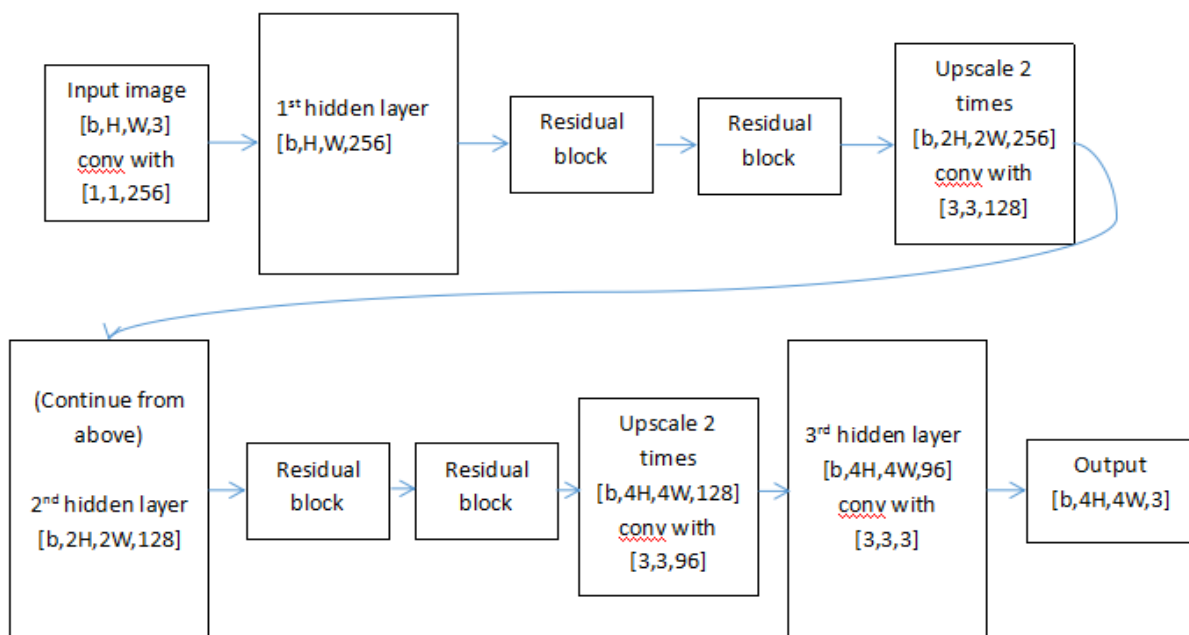 Input image
[b,H,W,3]
conv with
[1,1,256]
1st hidden layer
[b,H,W,256]
Residual
block
Residual
block
Upscale 2
times
[b,2H,2W,256]
conv with
[3,3,128]
(Continue from
above)
2nd hidden layer
[b,2H,2W,128]
Residual
block
Residual
block
Upscale 2
times
[b,4H,4W,128]
conv with
[3,3,96]
3rd hidden layer
[b,4H,4W,96]
conv with
[3,3,3]
Output
[b,4H,4W,3]